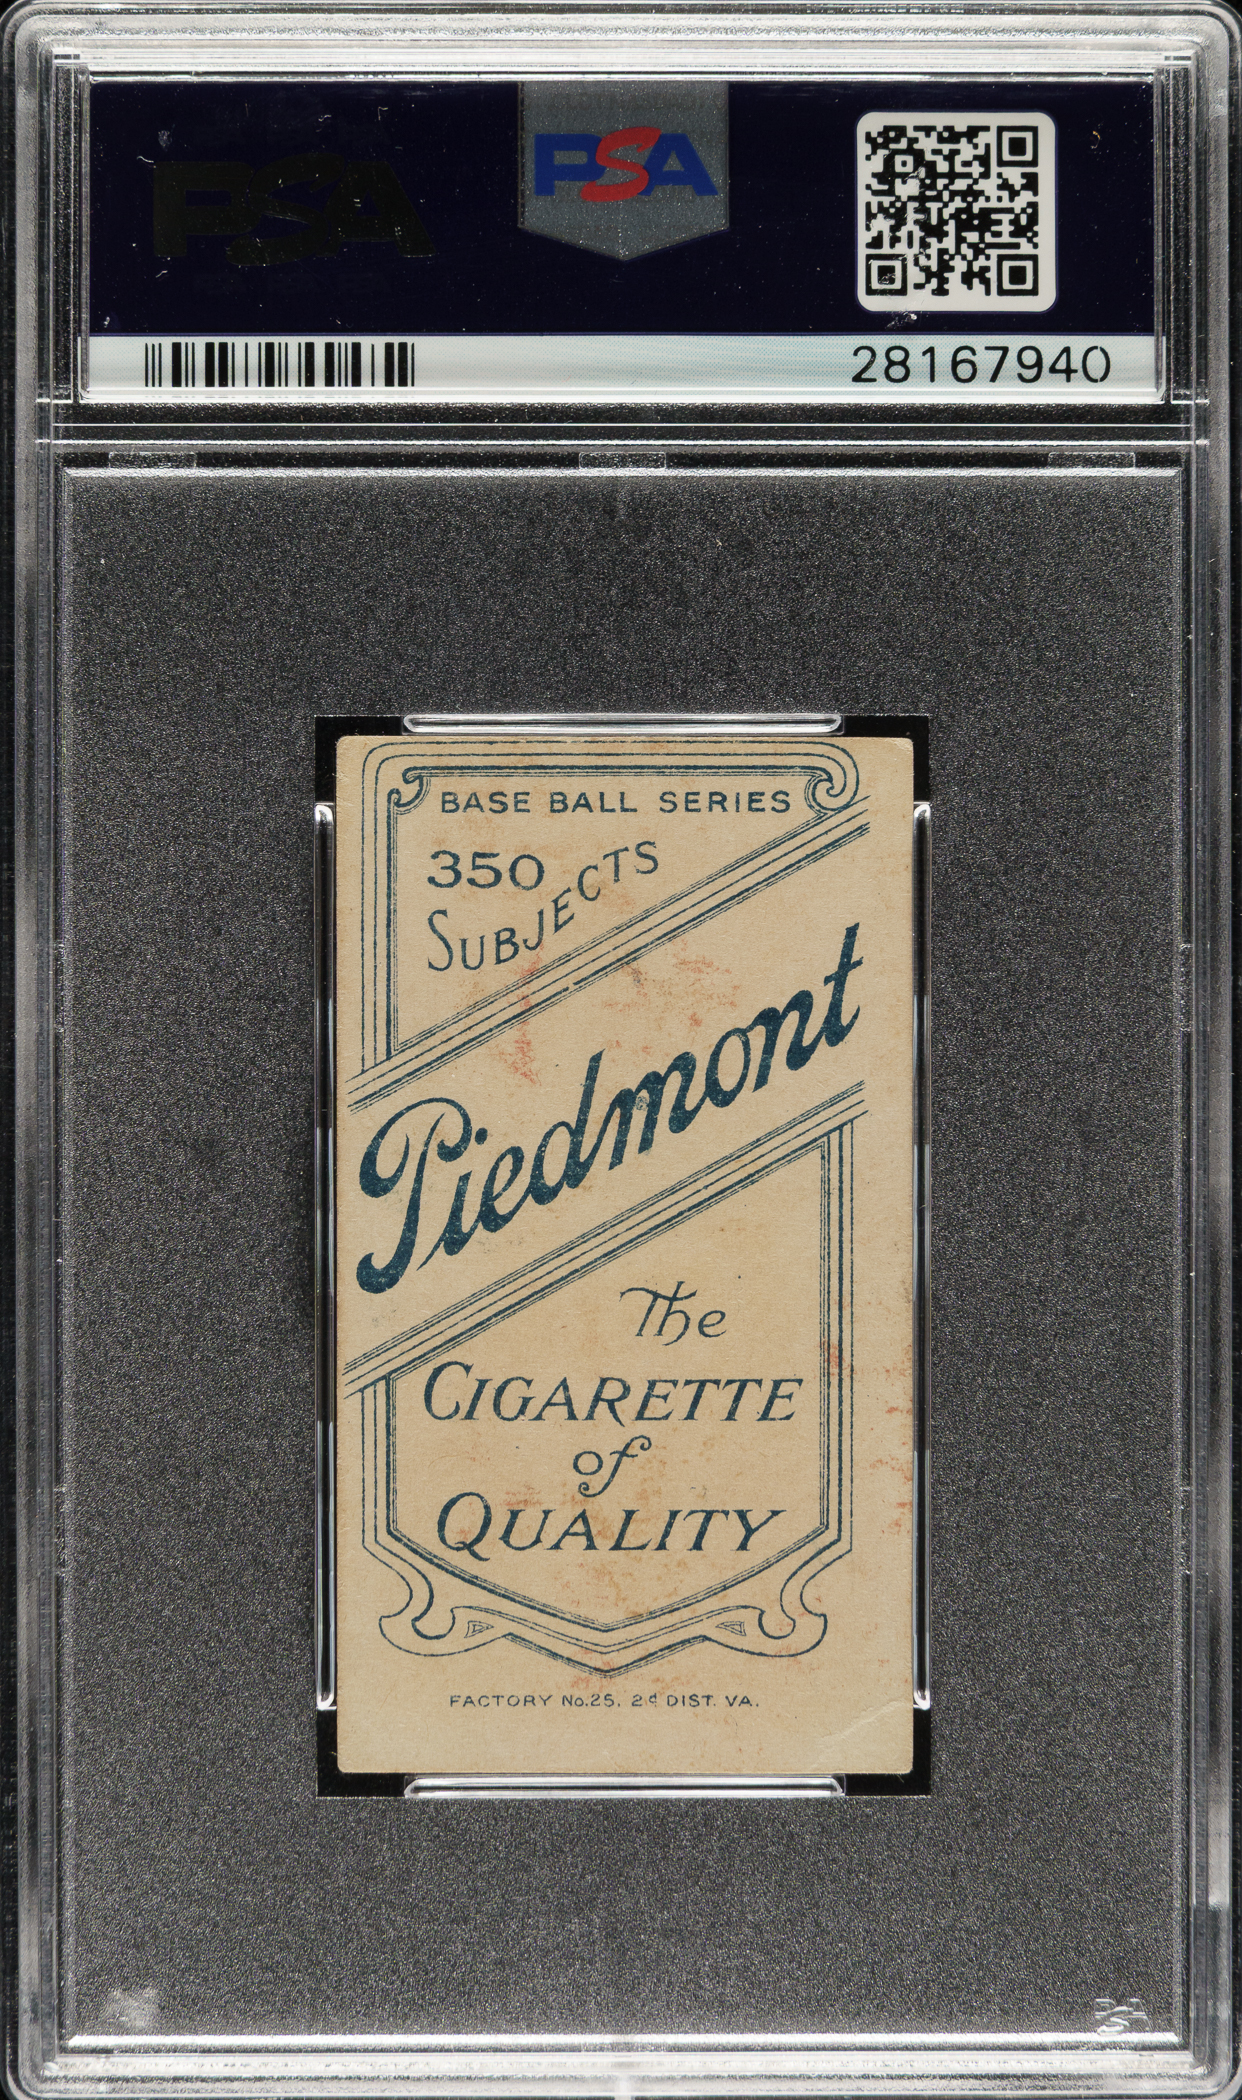 PSA
PSA
28167940
BASE BALL SERIES
350
SUBJECTS
Piedmont
The
CIGARETTE
of
QUALITY
FACTORY No. 25, 2d DIST. VA.